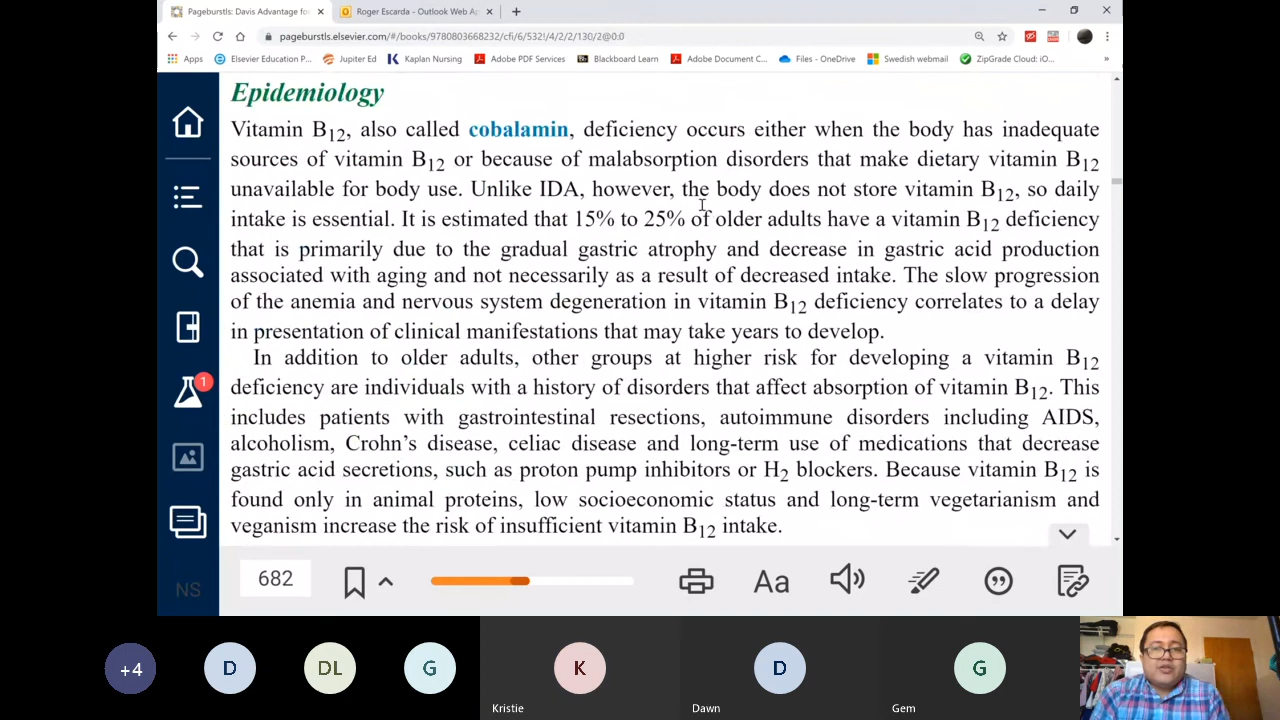 Pageburstls: Davis Advantage for
Roger Escarda - Outlook Web Ap
pageburstls.elsevier.com/#/books/9780803668232/cfi/6/532!/4/2/2/130/2@0:0
Apps
Elsevier Education P...
Jupiter Ed
Kaplan Nursing
Adobe PDF Services
Blackboard Learn
Adobe Document C...
Files - OneDrive
Swedish webmail
ZipGrade Cloud: iO...
»
Epidemiology
Vitamin B12, also called cobalamin, deficiency occurs either when the body has inadequate
sources of vitamin B12 or because of malabsorption disorders that make dietary vitamin B12
unavailable for body use. Unlike IDA, however, the body does not store vitamin B12, so daily
intake is essential. It is estimated that 15% to 25% of older adults have a vitamin B12 deficiency
that is primarily due to the gradual gastric atrophy and decrease in gastric acid production
associated with aging and not necessarily as a result of decreased intake. The slow progression
of the anemia and nervous system degeneration in vitamin B12 deficiency correlates to a delay
in presentation of clinical manifestations that may take years to develop.
In addition to older adults, other groups at higher risk for developing a vitamin B12
deficiency are individuals with a history of disorders that affect absorption of vitamin B12. This
includes patients with gastrointestinal resections, autoimmune disorders including AIDS,
alcoholism, Crohn's disease, celiac disease and long-term use of medications that decrease
gastric acid secretions, such as proton pump inhibitors or H2 blockers. Because vitamin B12 is
found only in animal proteins, low socioeconomic status and long-term vegetarianism and
veganism increase the risk of insufficient vitamin B12 intake.
1
NS
682
Aa
+4
D
DL
G
K
D
G
Kristie
Dawn
Gem